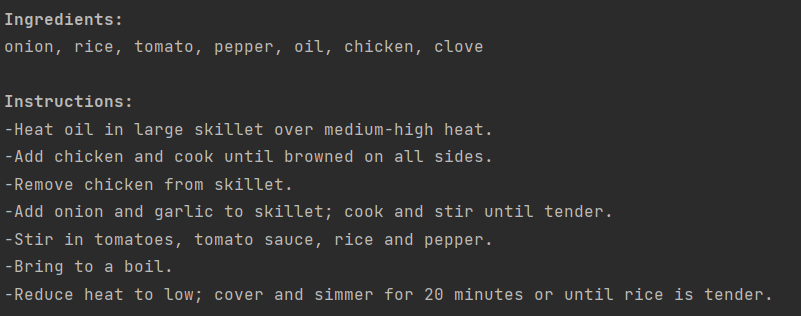 Ingredients:
onion, rice, tomato, pepper, oil, chicken, clove
Instructions:
-Heat oil in large skillet over medium-high heat.
-Add chicken and cook until browned on all sides.
-Remove chicken from skillet.
-Add onion and garlic to skillet; cook and stir until tender.
-Stir in tomatoes, tomato sauce, rice and pepper.
-Bring to a boil.
-Reduce heat to low; cover and simmer for 20 minutes or until rice is tender.